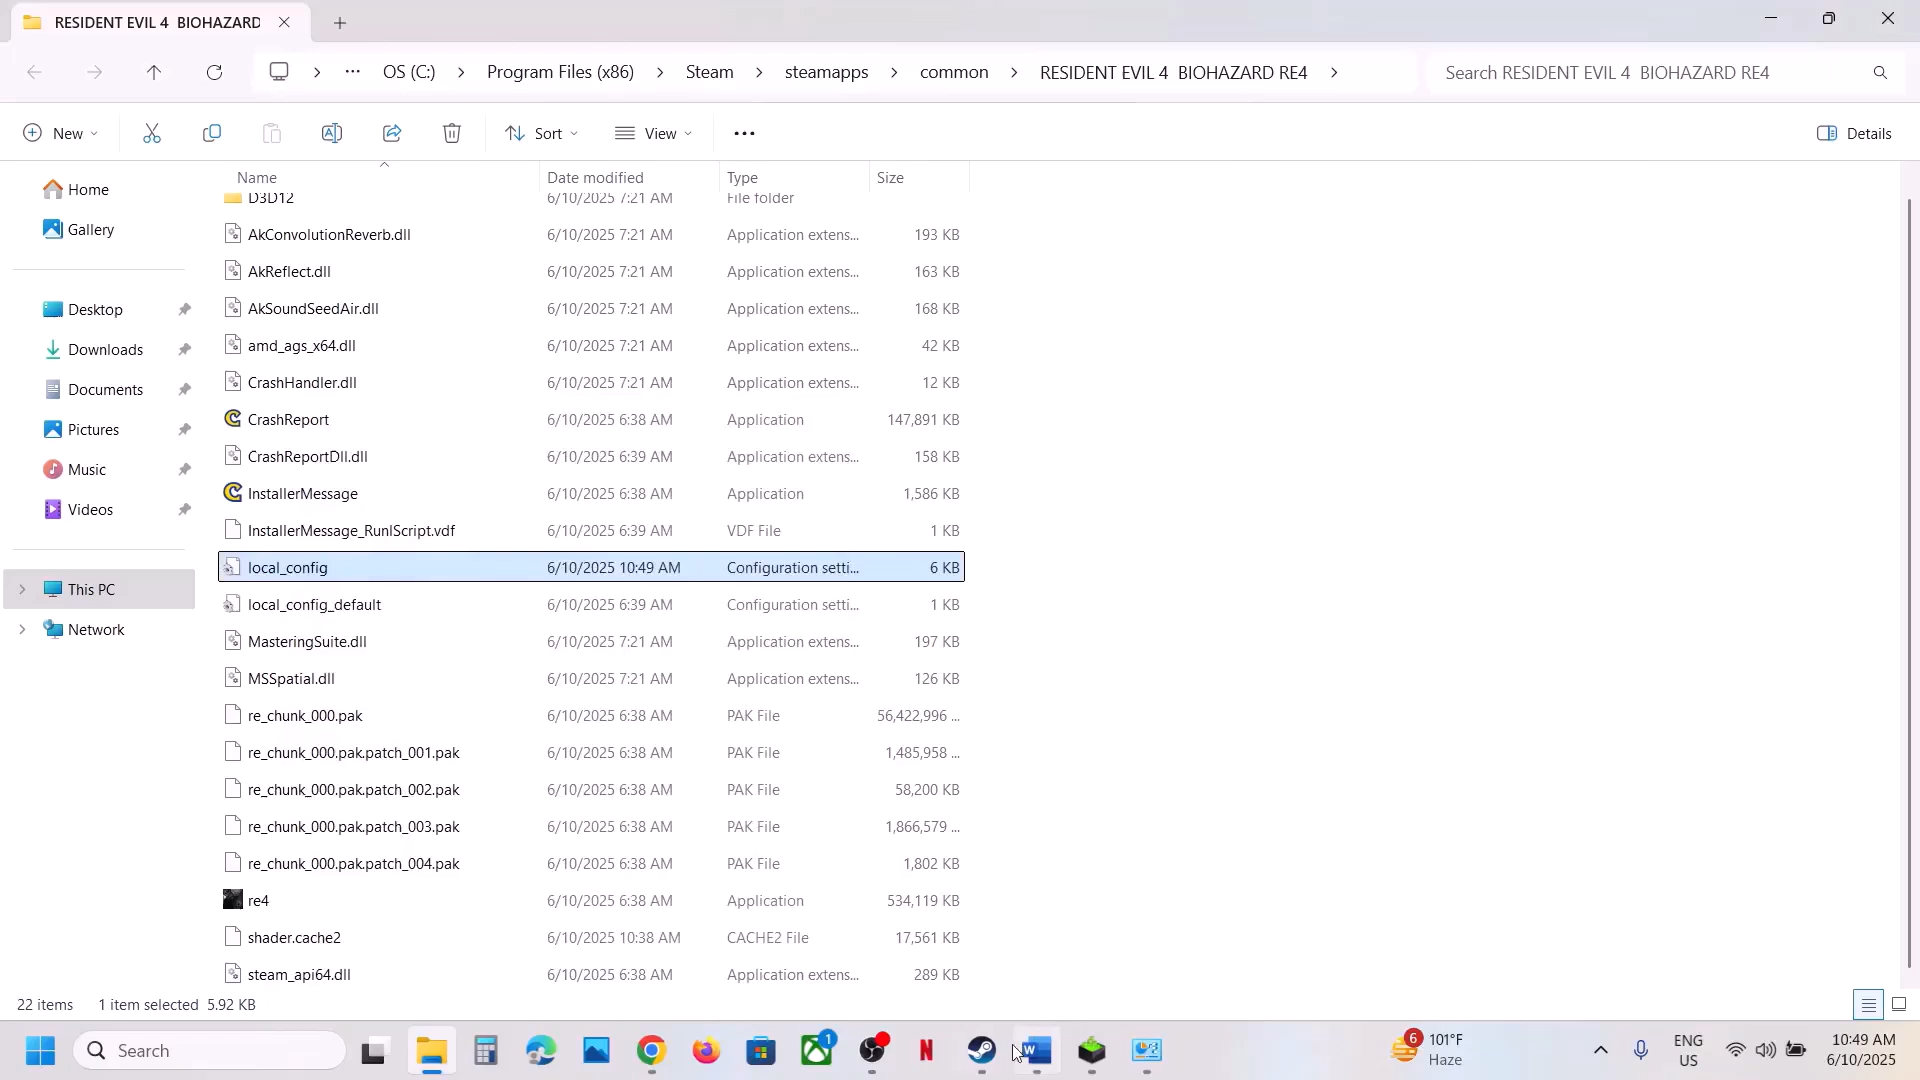 RESIDENT EVIL 4  BIOHAZARD
OS (C:) > Program Files (x86) > Steam > steamapps > common > RESIDENT EVIL 4  BIOHAZARD RE4 >
Search RESIDENT EVIL 4  BIOHAZARD RE4
New
Sort
View
Details
Name Date modified Type Size
Home
Gallery
Desktop
Downloads
Documents
Pictures
Music
Videos
This PC
Network
D3D12 6/10/2025 7:21 AM File folder
AkConvolutionReverb.dll 6/10/2025 7:21 AM Application extens... 193 KB
AkReflect.dll 6/10/2025 7:21 AM Application extens... 163 KB
AkSoundSeedAir.dll 6/10/2025 7:21 AM Application extens... 168 KB
amd_ags_x64.dll 6/10/2025 7:21 AM Application extens... 42 KB
CrashHandler.dll 6/10/2025 7:21 AM Application extens... 12 KB
CrashReport 6/10/2025 6:38 AM Application 147,891 KB
CrashReportDll.dll 6/10/2025 6:39 AM Application extens... 158 KB
InstallerMessage 6/10/2025 6:38 AM Application 1,586 KB
InstallerMessage_RunIScript.vdf 6/10/2025 6:39 AM VDF File 1 KB
local_config 6/10/2025 10:49 AM Configuration setti... 6 KB
local_config_default 6/10/2025 6:39 AM Configuration setti... 1 KB
MasteringSuite.dll 6/10/2025 7:21 AM Application extens... 197 KB
MSSpatial.dll 6/10/2025 7:21 AM Application extens... 126 KB
re_chunk_000.pak 6/10/2025 6:38 AM PAK File 56,422,996 ...
re_chunk_000.pak.patch_001.pak 6/10/2025 6:38 AM PAK File 1,485,958 ...
re_chunk_000.pak.patch_002.pak 6/10/2025 6:38 AM PAK File 58,200 KB
re_chunk_000.pak.patch_003.pak 6/10/2025 6:38 AM PAK File 1,866,579 ...
re_chunk_000.pak.patch_004.pak 6/10/2025 6:38 AM PAK File 1,802 KB
re4 6/10/2025 6:38 AM Application 534,119 KB
shader.cache2 6/10/2025 10:38 AM CACHE2 File 17,561 KB
steam_api64.dll 6/10/2025 6:38 AM Application extens... 289 KB
22 items 1 item selected 5.92 KB
Search
1
N
W
6
101°F
Haze
ENG
US
10:49 AM
6/10/2025